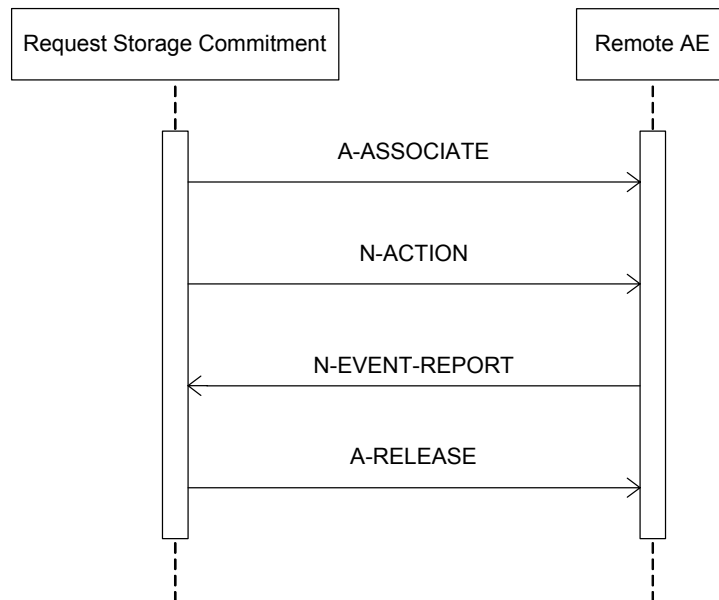 Request Storage Commitment
Remote AE
A-ASSOCIATE
N-ACTION
N-EVENT-REPORT
A-RELEASE